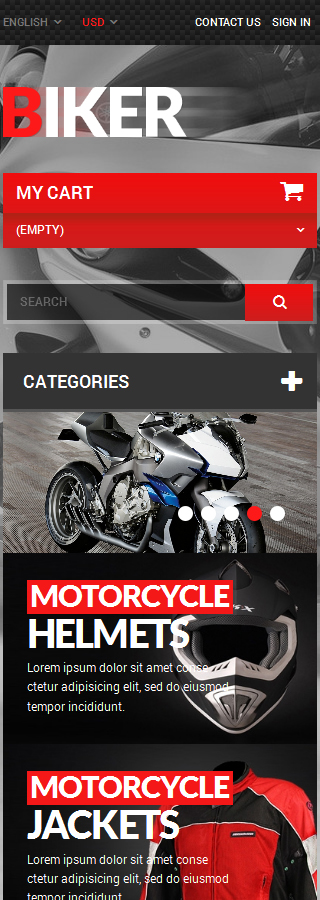 ENGLISH USD CONTACT US SIGN IN
BIKER
MY CART
(EMPTY)
SEARCH
CATEGORIES
MOTORCYCLE
HELMETS
Lorem ipsum dolor sit amet conse
ctetur adipisicing elit, sed do eiusmod
tempor incididunt.
MOTORCYCLE
JACKETS
Lorem ipsum dolor sit amet conse
ctetur adipisicing elit, sed do eiusmod
tempor incididunt.